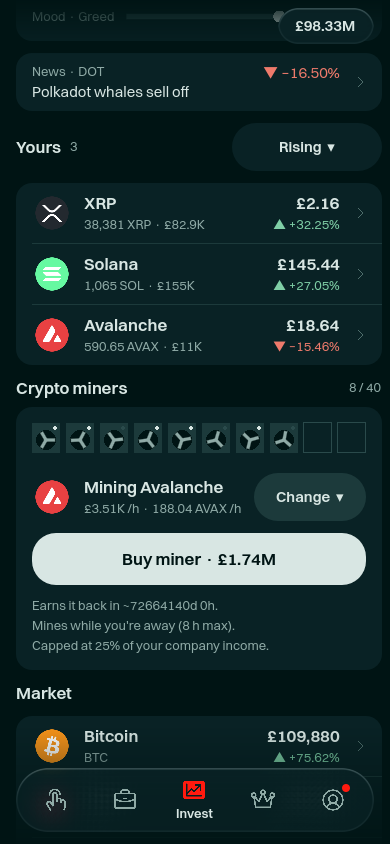 Mood · Greed
£98.33M
News · DOT
▼ −16.50%
Polkadot whales sell off
Yours 3
Rising ▾
XRP
£2.16
38,381 XRP · £82.9K
▲ +32.25%
Solana
£145.44
1,065 SOL · £155K
▲ +27.05%
Avalanche
£18.64
590.65 AVAX · £11K
▼ −15.46%
Crypto miners
8 / 40
Mining Avalanche
£3.51K /h · 188.04 AVAX /h
Change ▾
Buy miner · £1.74M
Earns it back in ~72664140d 0h.
Mines while you're away (8 h max).
Capped at 25% of your company income.
Market
Bitcoin
£109,880
BTC
▲ +75.62%
Invest